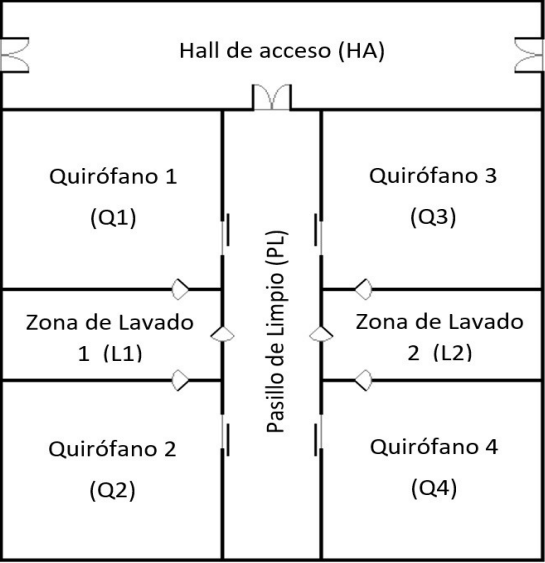 Hall de acceso (HA)
Quirófano 1
(Q1)
Quirófano 3
(Q3)
Pasillo de Limpio (PL)
Zona de Lavado
1 (L1)
Zona de Lavado
2 (L2)
Quirófano 2
(Q2)
Quirófano 4
(Q4)